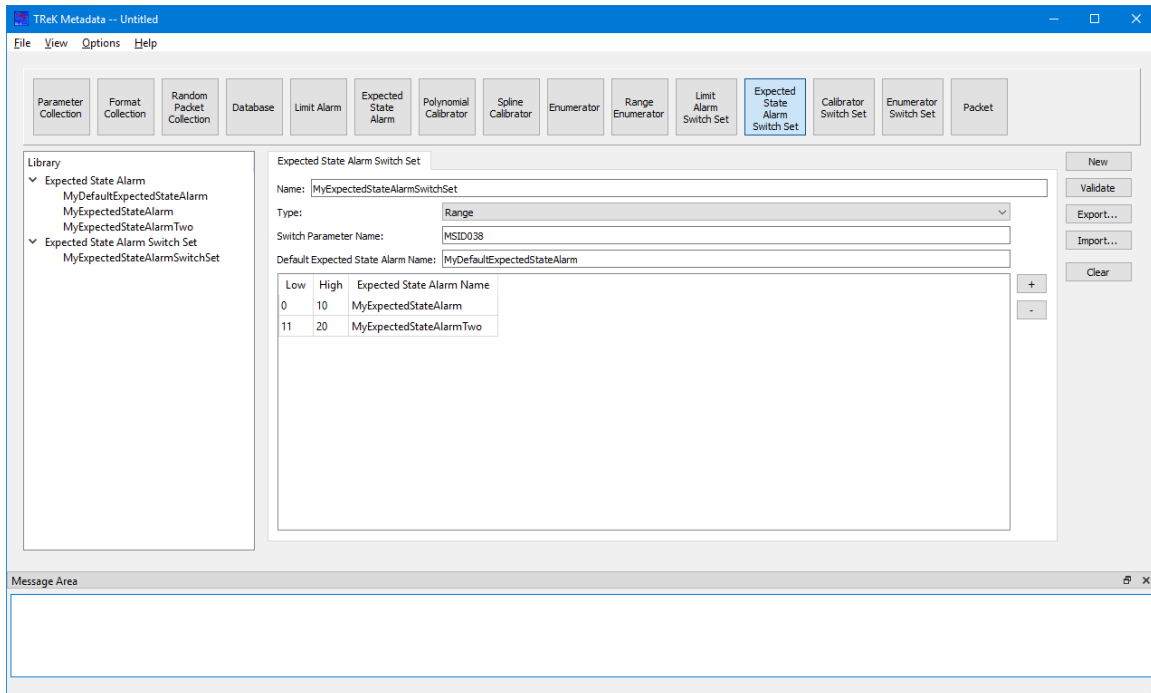 TReK Metadata -- Untitled
File View Options Help
Parameter Collection
Format Collection
Random Packet Collection
Database
Limit Alarm
Expected State Alarm
Polynomial Calibrator
Spline Calibrator
Enumerator
Range Enumerator
Limit Alarm Switch Set
Expected State Alarm Switch Set
Calibrator Switch Set
Enumerator Switch Set
Packet
Library
Expected State Alarm
MyDefaultExpectedStateAlarm
MyExpectedStateAlarm
MyExpectedStateAlarmTwo
Expected State Alarm Switch Set
MyExpectedStateAlarmSwitchSet
Expected State Alarm Switch Set
Name: MyExpectedStateAlarmSwitchSet
Type: Range
Switch Parameter Name: MSID038
Default Expected State Alarm Name: MyDefaultExpectedStateAlarm
Low High Expected State Alarm Name
0 10 MyExpectedStateAlarm
11 20 MyExpectedStateAlarmTwo
+
-
New
Validate
Export...
Import...
Clear
Message Area